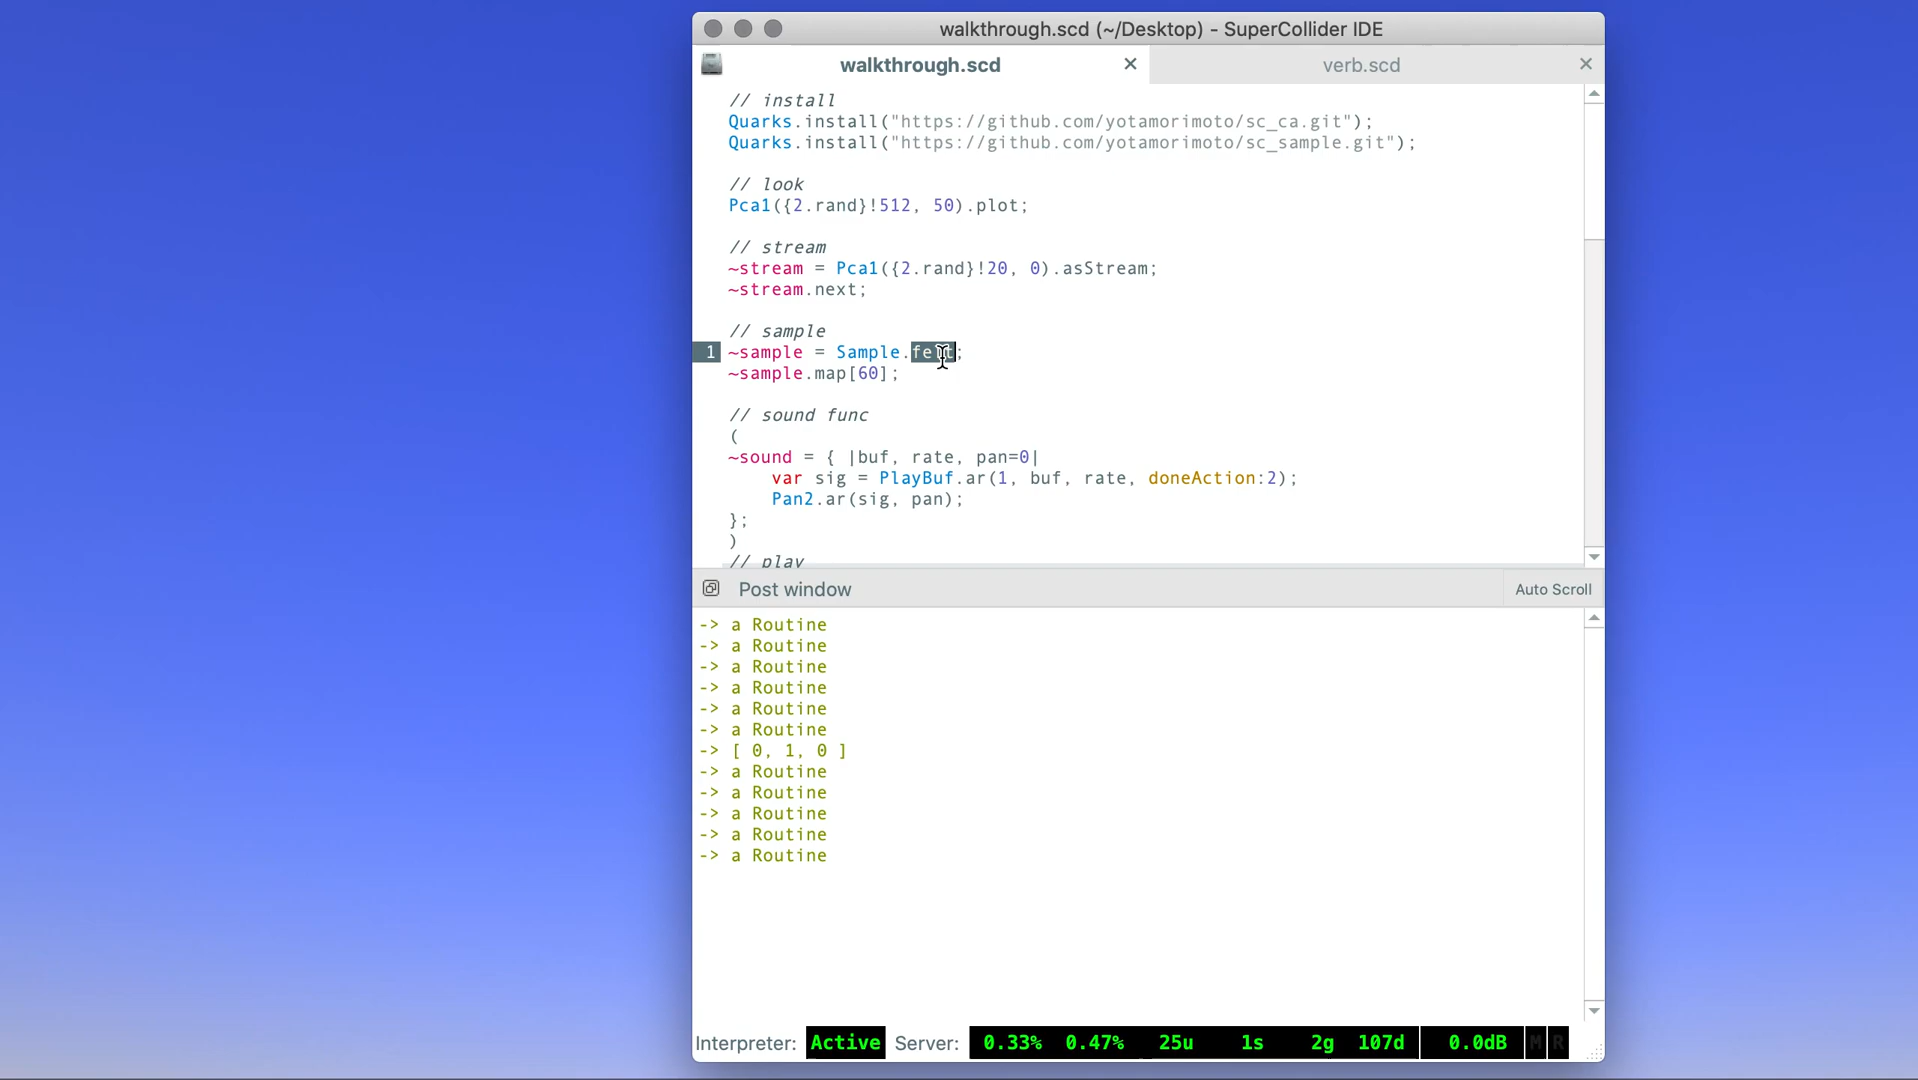 walkthrough.scd (~/Desktop) - SuperCollider IDE
walkthrough.scd
verb.scd
// install
Quarks.install("https://github.com/yotamorimoto/sc_ca.git");
Quarks.install("https://github.com/yotamorimoto/sc_sample.git");
// look
Pca1({2.rand}!512, 50).plot;
// stream
~stream = Pca1({2.rand}!20, 0).asStream;
~stream.next;
// sample
1 ~sample = Sample.felt;
~sample.map[60];
// sound func
(
~sound = { |buf, rate, pan=0|
var sig = PlayBuf.ar(1, buf, rate, doneAction:2);
Pan2.ar(sig, pan);
};
)
// play
Post window
Auto Scroll
-> a Routine
-> a Routine
-> a Routine
-> a Routine
-> a Routine
-> a Routine
-> [ 0, 1, 0 ]
-> a Routine
-> a Routine
-> a Routine
-> a Routine
-> a Routine
Interpreter: Active Server: 0.33% 0.47% 25u 1s 2g 107d 0.0dB M R